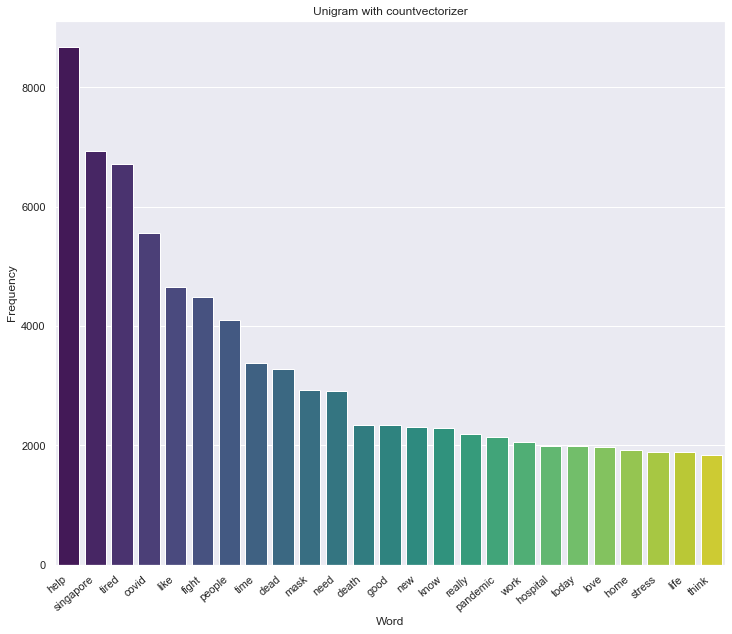 Unigram with countvectorizer
Frequency
8000
6000
4000
2000
0
help singapore tired covid like fight people time dead mask need death good new know really pandemic work hospital today love home stress life think
Word